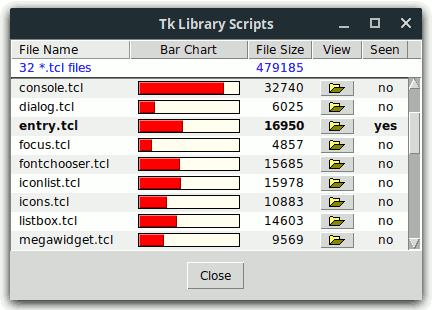 Tk Library Scripts
File Name Bar Chart File Size View Seen
32 *.tcl files 479185
console.tcl 32740 no
dialog.tcl 6025 no
entry.tcl 16950 yes
focus.tcl 4857 no
fontchooser.tcl 15685 no
iconlist.tcl 15978 no
icons.tcl 10883 no
listbox.tcl 14603 no
megawidget.tcl 9569 no
Close